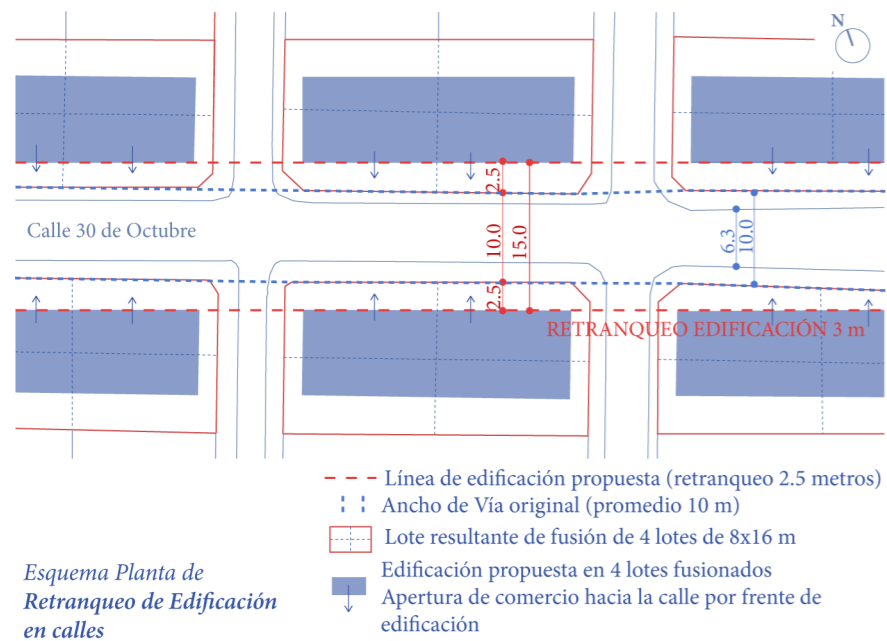 N
2.5
10.0
15.0
6.3
10.0
Calle 30 de Octubre
2.5
RETRANQUEO EDIFICACIÓN 3 m
Línea de edificación propuesta (retranqueo 2.5 metros)
Ancho de Vía original (promedio 10 m)
Lote resultante de fusión de 4 lotes de 8x16 m
Edificación propuesta en 4 lotes fusionados
Apertura de comercio hacia la calle por frente de
edificación
Esquema Planta de
Retranqueo de Edificación
en calles